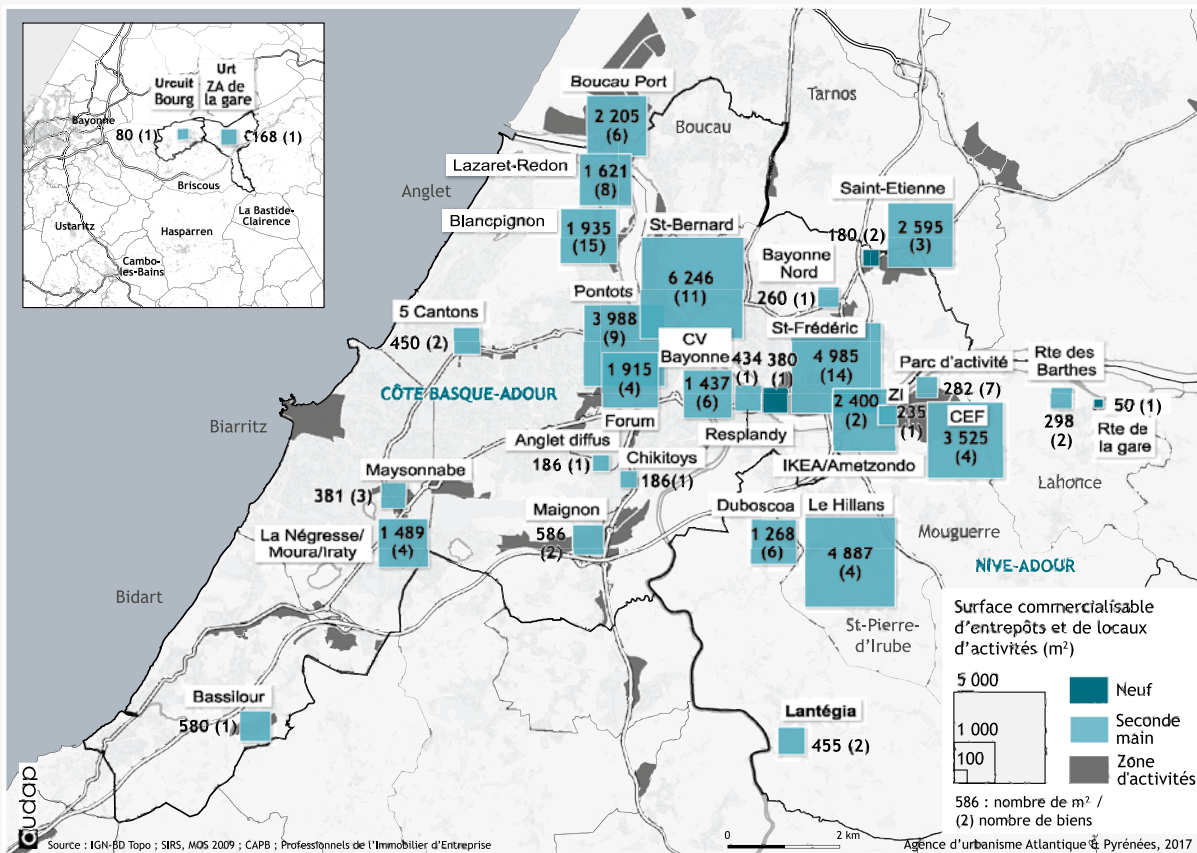 Urcuit
Bourg
Urt
ZA de
la gare
Bayonne
80 (1)
168 (1)
Briscous
La Bastide-
Clairence
Ustaritz
Hasparren
Cambo-
les-Bains
Boucau Port
2 205
(6)
Boucau
Tarnos
Lazaret-Redon
1 621
(8)
Anglet
Blancpignon
1 935
(15)
St-Bernard
6 246
(11)
Saint-Etienne
2 595
(3)
180 (2)
Bayonne
Nord
260 (1)
Pontots
3 988
(9)
5 Cantons
450 (2)
CÔTE BASQUE-ADOUR
1 915
(4)
Forum
CV
Bayonne
1 437
(6)
434
(1)
380
(1)
Resplandy
St-Frédéric
4 985
(14)
Parc d'activité
282 (7)
Rte des
Barthes
298
(2)
50 (1)
Rte de
la gare
2 400
(2)
ZI
235
(1)
CEF
3 525
(4)
IKEA/Ametzondo
Biarritz
Anglet diffus
186 (1)
Chikitoys
186(1)
Maysonnabe
381 (3)
Lahonce
La Négresse/
Moura/Iraty
1 489
(4)
Maignon
586
(2)
Duboscoa
1 268
(6)
Le Hillans
4 887
(4)
Mouguerre
NIVE-ADOUR
Bidart
St-Pierre-
d'Irube
Bassilour
580 (1)
Lantégia
455 (2)
Surface commercialisable
d'entrepôts et de locaux
d'activités (m²)
5 000
1 000
100
Neuf
Seconde
main
Zone
d'activités
586 : nombre de m² /
(2) nombre de biens
0
2 km
audap
Source : IGN-BD Topo ; SIRS, MOS 2009 ; CAPB ; Professionnels de l'Immobilier d'Entreprise
Agence d'urbanisme Atlantique & Pyrénées, 2017